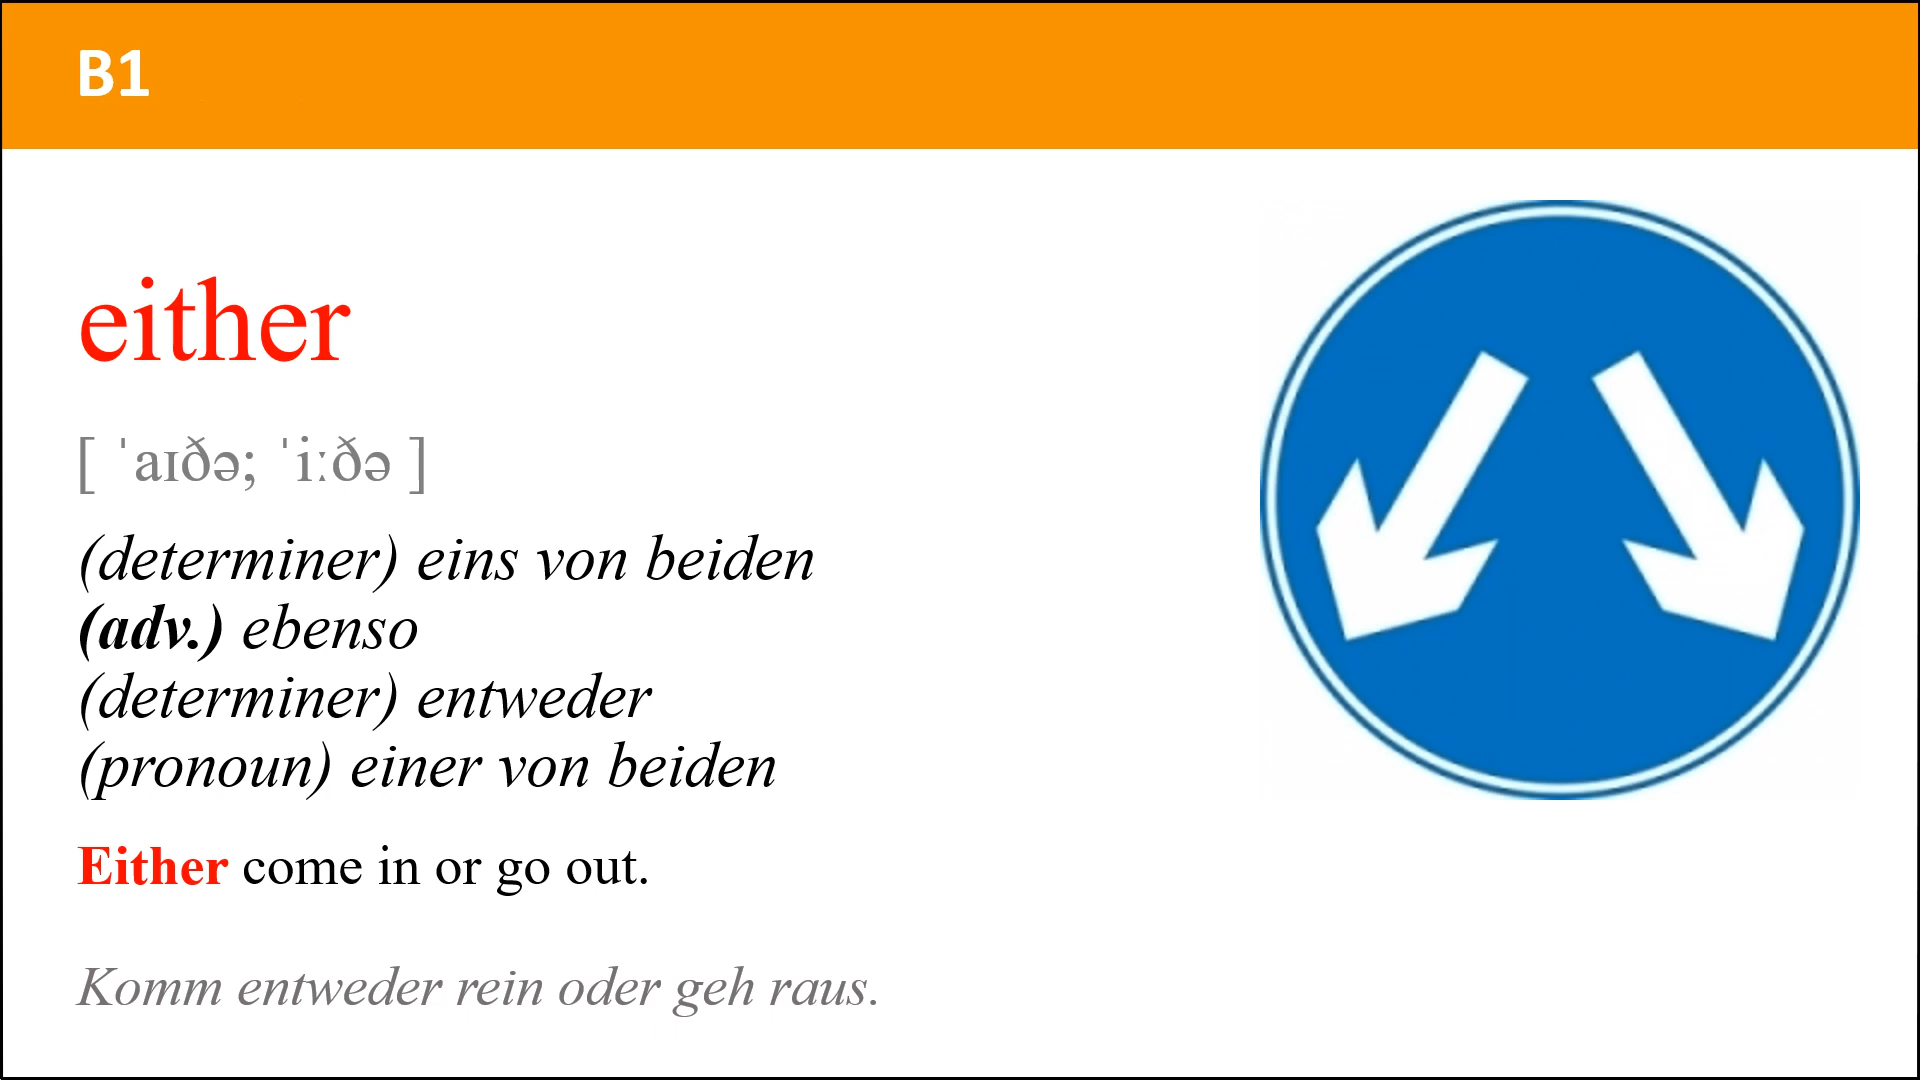 B1
either
[ ˈaɪðə; ˈiːðə ]
(determiner) eins von beiden
(adv.) ebenso
(determiner) entweder
(pronoun) einer von beiden
Either come in or go out.
Komm entweder rein oder geh raus.